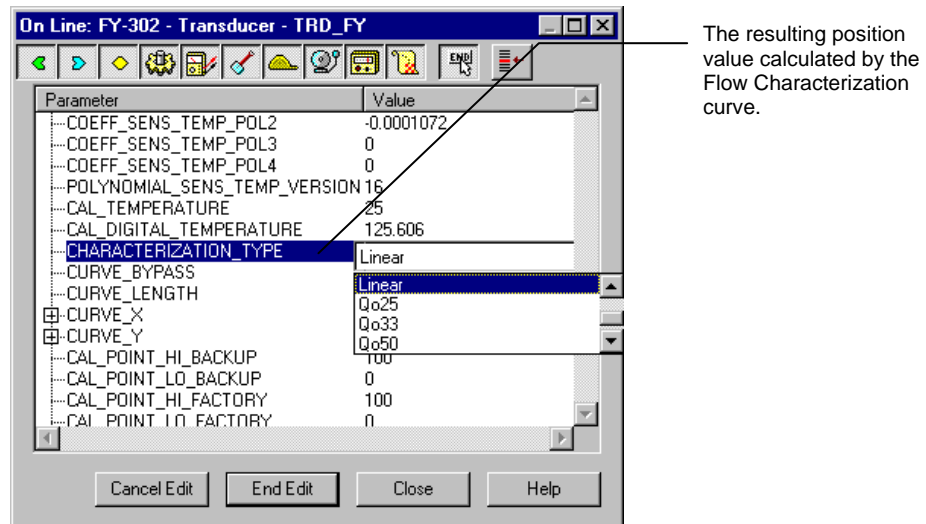 On Line: FY-302 - Transducer - TRD_FY
END
Parameter Value
COEFF_SENS_TEMP_POL2 -0.0001072
COEFF_SENS_TEMP_POL3 0
COEFF_SENS_TEMP_POL4 0
POLYNOMIAL_SENS_TEMP_VERSION 16
CAL_TEMPERATURE 25
CAL_DIGITAL_TEMPERATURE 125.606
CHARACTERIZATION_TYPE Linear
CURVE_BYPASS Linear
CURVE_LENGTH Qo25
CURVE_X Qo33
CURVE_Y Qo50
CAL_POINT_HI_BACKUP 100
CAL_POINT_LO_BACKUP 0
CAL_POINT_HI_FACTORY 100
CAL_POINT_LO_FACTORY 0
Cancel Edit End Edit Close Help
The resulting position
value calculated by the
Flow Characterization
curve.